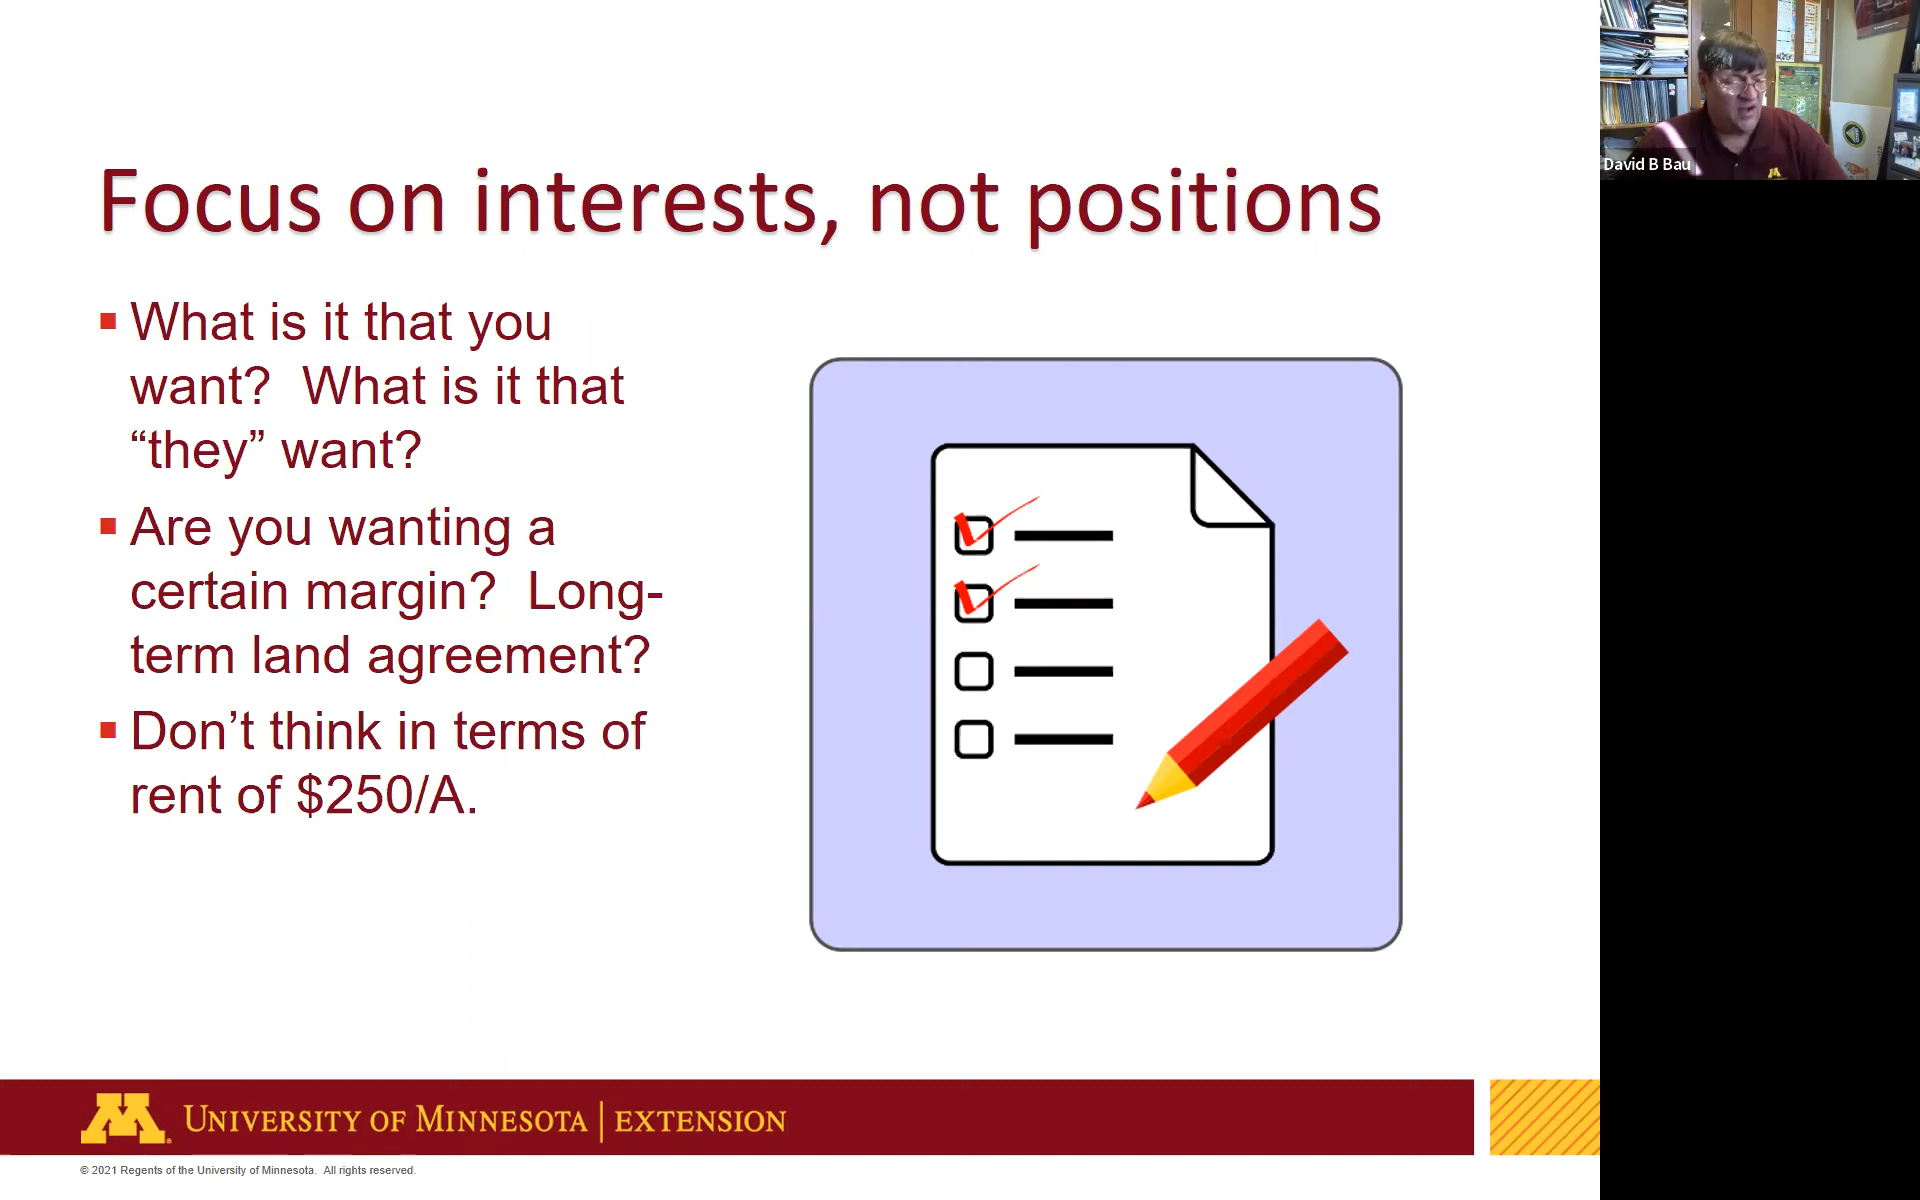 David B Bau
Focus on interests, not positions
What is it that you
want?  What is it that
“they” want?
Are you wanting a
certain margin?  Long-
term land agreement?
Don’t think in terms of
rent of $250/A.
UNIVERSITY OF MINNESOTA | EXTENSION
© 2021 Regents of the University of Minnesota.  All rights reserved.